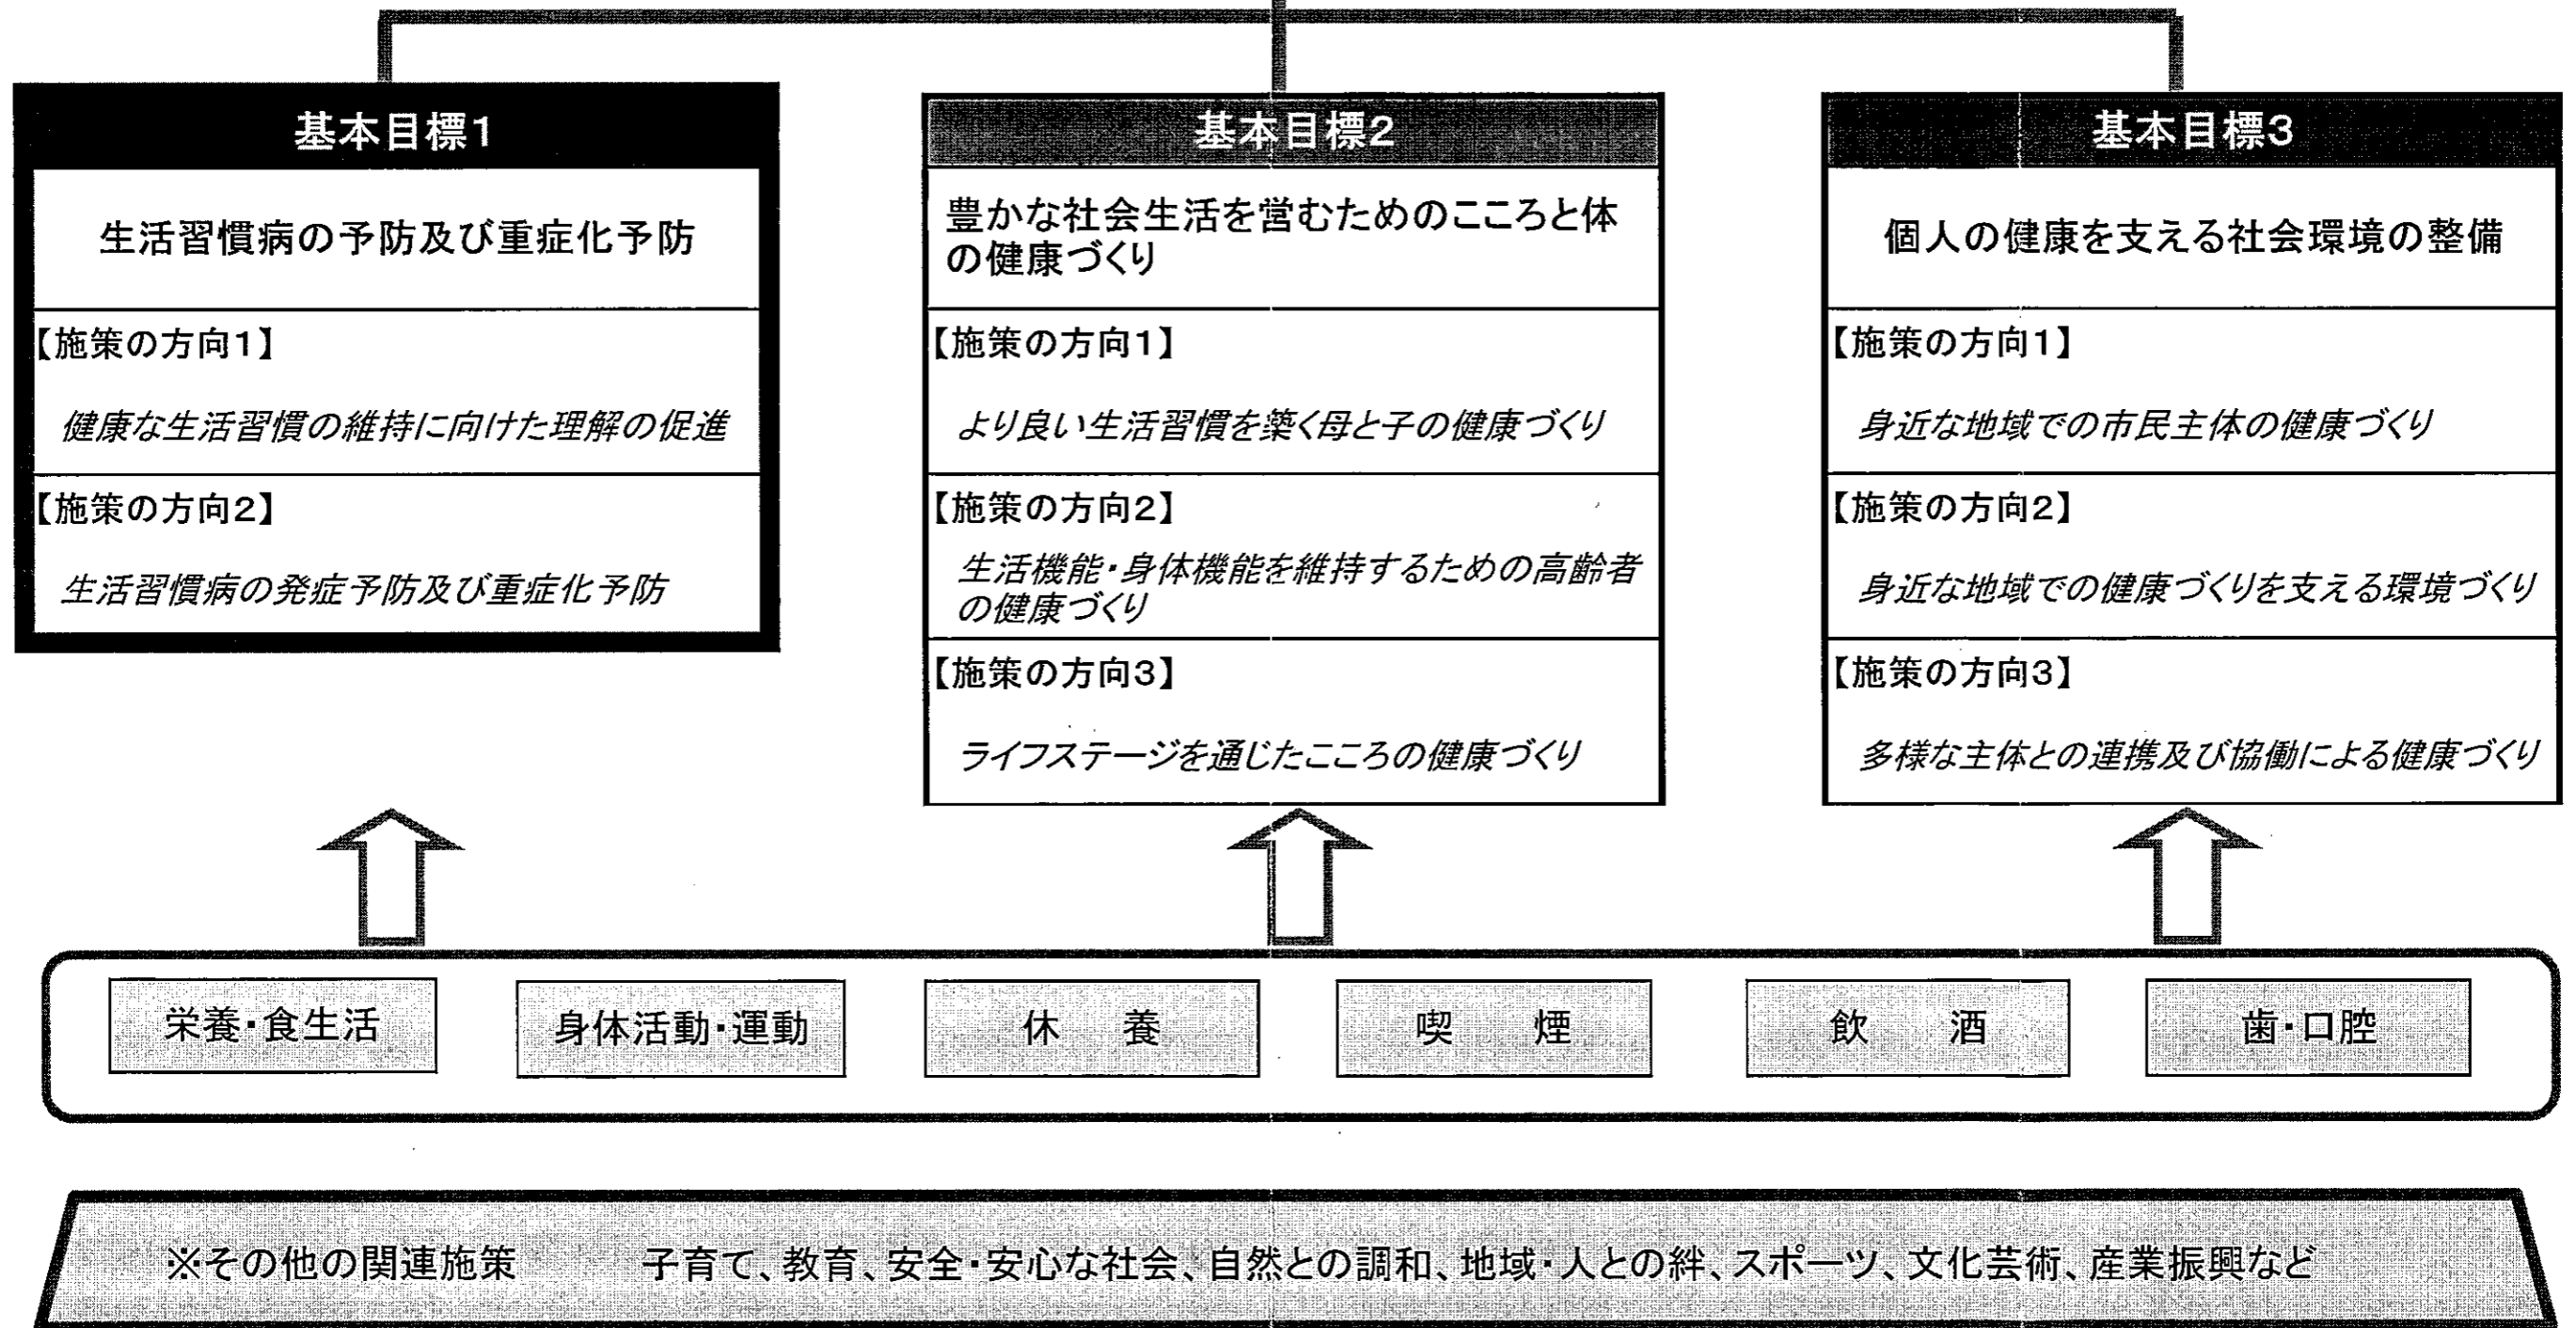 基本目標1
生活習慣病の予防及び重症化予防
【施策の方向1】
健康な生活習慣の維持に向けた理解の促進
【施策の方向2】
生活習慣病の発症予防及び重症化予防
基本目標2
豊かな社会生活を営むためのこころと体
の健康づくり
【施策の方向1】
より良い生活習慣を築く母と子の健康づくり
【施策の方向2】
生活機能・身体機能を維持するための高齢者
の健康づくり
【施策の方向3】
ライフステージを通じたこころの健康づくり
基本目標3
個人の健康を支える社会環境の整備
【施策の方向1】
身近な地域での市民主体の健康づくり
【施策の方向2】
身近な地域での健康づくりを支える環境づくり
【施策の方向3】
多様な主体との連携及び協働による健康づくり
栄養・食生活
身体活動・運動
休　養
喫　煙
飲　酒
歯・口腔
※その他の関連施策　　子育て、教育、安全・安心な社会、自然との調和、地域・人との絆、スポーツ、文化芸術、産業振興など